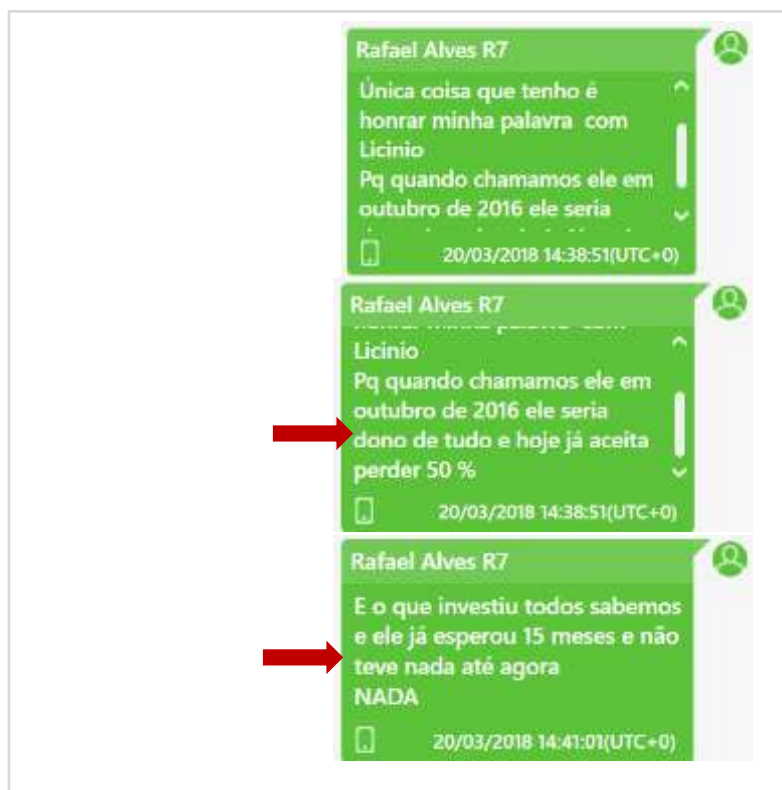 Rafael Alves R7
Única coisa que tenho é
honrar minha palavra  com
Licinio
Pq quando chamamos ele em
outubro de 2016 ele seria
20/03/2018 14:38:51(UTC+0)
Rafael Alves R7
Licinio
Pq quando chamamos ele em
outubro de 2016 ele seria
dono de tudo e hoje já aceita
perder 50 %
20/03/2018 14:38:51(UTC+0)
Rafael Alves R7
E o que investiu todos sabemos
e ele já esperou 15 meses e não
teve nada até agora
NADA
20/03/2018 14:41:01(UTC+0)